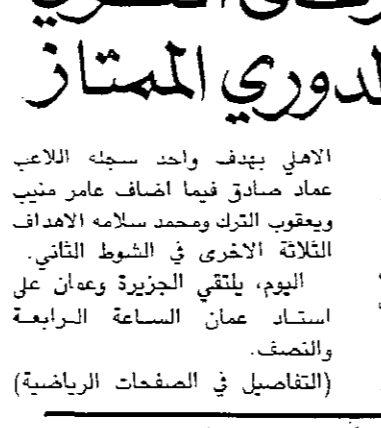 لدوري الممتاز
الاهلي بهدف واحد سجله اللاعب
عماد صادق فيما اضاف عامر منيب
ويعقوب الترك ومحمد سلامه الاهداف
الثلاثة الاخرى في الشوط الثاني.
اليوم، يلتقي الجزيرة وعمان على
استاد عمان الساعة الرابعة
والنصف.
(التفاصيل في الصفحات الرياضية)